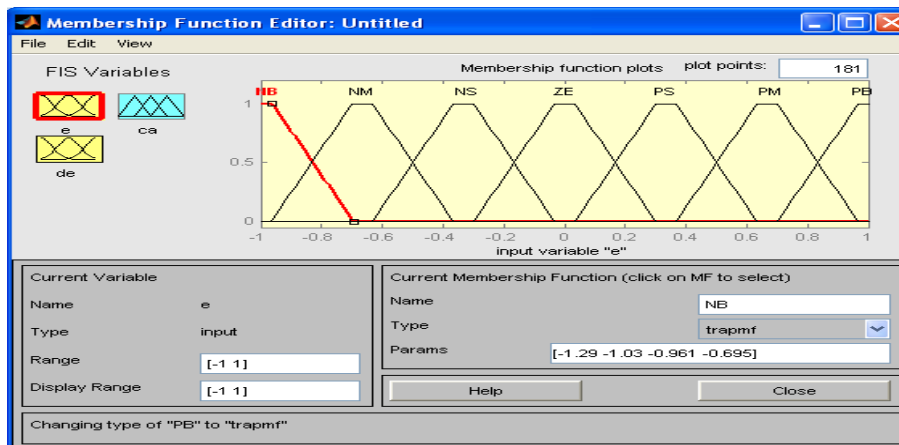 Membership Function Editor: Untitled
File Edit View
FIS Variables
Membership function plots plot points: 181
NB NM NS ZE PS PM PB
e ca
de
1
0.5
0
-1 -0.8 -0.6 -0.4 -0.2 0 0.2 0.4 0.6 0.8 1
input variable "e"
Current Variable
Name e
Type input
Range [-1 1]
Display Range [-1 1]
Current Membership Function (click on MF to select)
Name NB
Type trapmf
Params [-1.29 -1.03 -0.961 -0.695]
Help Close
Changing type of "PB" to "trapmf"